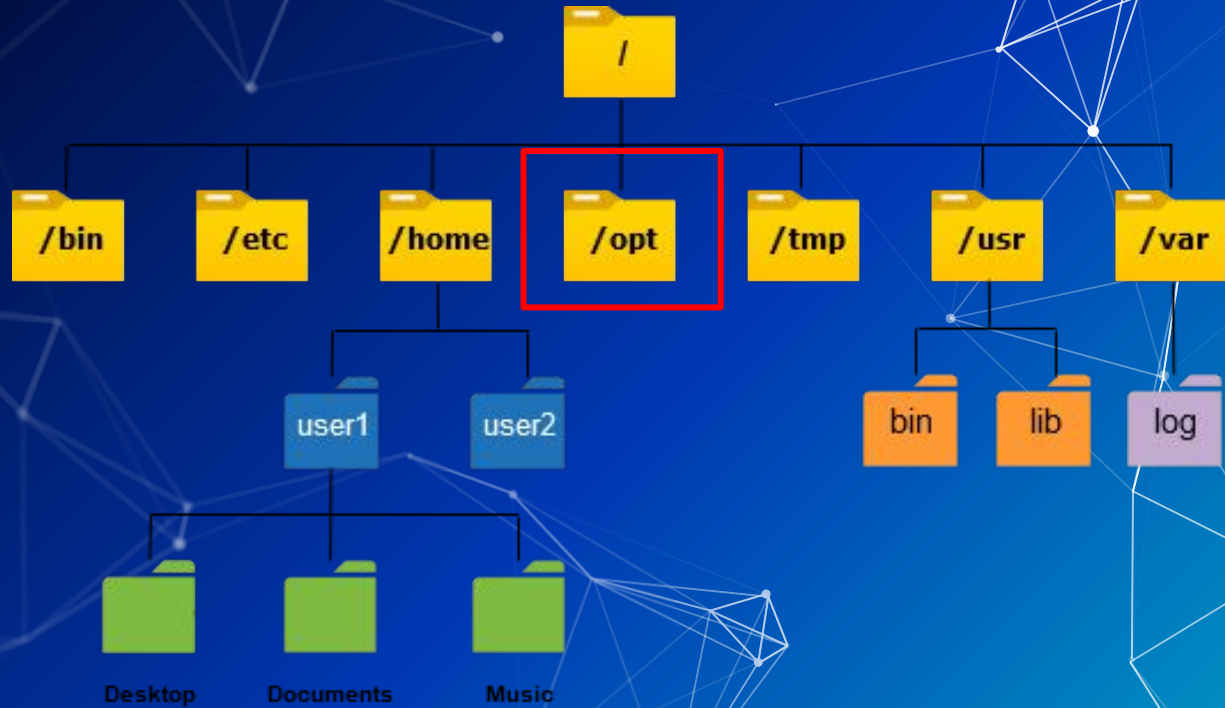 /
/bin
/etc
/home
/opt
/tmp
/usr
/var
user1
user2
bin
lib
log
Desktop
Documents
Music